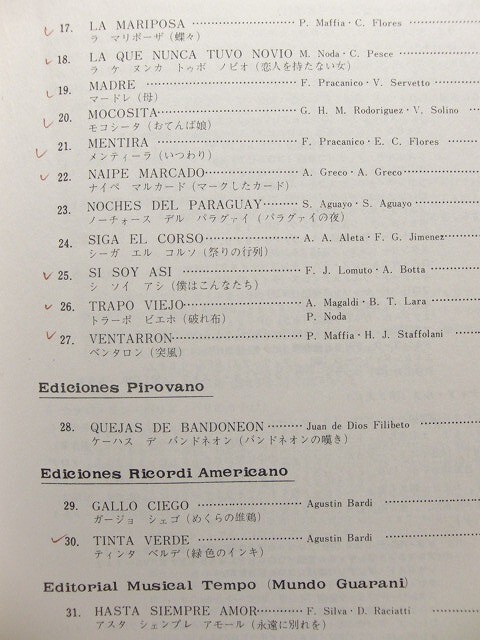 17. LA MARIPOSA ········ P. Maffia・C. Flores ········
ラ マリポーザ（蝶々）
18. LA QUE NUNCA TUVO NOVIO M. Noda・C. Pesce ········
ラ ケ ヌンカ トゥボ ノビオ（恋人を持たない女）
19. MADRE ········ F. Pracanico・V. Servetto ········
マードレ（母）
20. MOCOSITA ········ G. H. M. Rodoriguez・V. Solino ········
モコシータ（おてんば娘）
21. MENTIRA ········ F. Pracanico・E. C. Flores ········
メンティーラ（いつわり）
22. NAIPE MARCADO ········ A. Greco・A. Greco ········
ナイペ マルカード（マークしたカード）
23. NOCHES DEL PARAGUAY ········ S. Aguayo・S. Aguayo ········
ノーチォース デル パラグァイ（パラグァイの夜）
24. SIGA EL CORSO ········ A. A. Aleta・F. G. Jimenez ········
シーガ エル コルソ（祭りの行列）
25. SI SOY ASI ········ F. J. Lomuto・A. Botta ········
シ ソイ アシ（僕はこんなたち）
26. TRAPO VIEJO ········ A. Magaldi・B. T. Lara ········
トラーポ ビエホ（破れ布） P. Noda
27. VENTARRON ········ P. Maffia・H. J. Staffolani ········
ベンタロン（突風）
Ediciones Pirovano
28. QUEJAS DE BANDONEON ········ Juan de Dios Filibeto ········
ケーハス デ バンドネオン（バンドネオンの嘆き）
Ediciones Ricordi Americano
29. GALLO CIEGO ········ Agustin Bardi ········
ガージョ シェゴ（めくらの雄鶏）
30. TINTA VERDE ········ Agustin Bardi ········
ティンタ ベルデ（緑色のインキ）
Editorial Musical Tempo (Mundo Guarani)
31. HASTA SIEMPRE AMOR ········ F. Silva・D. Raciatti ········
アスタ シェンプレ アモール（永遠に別れを）